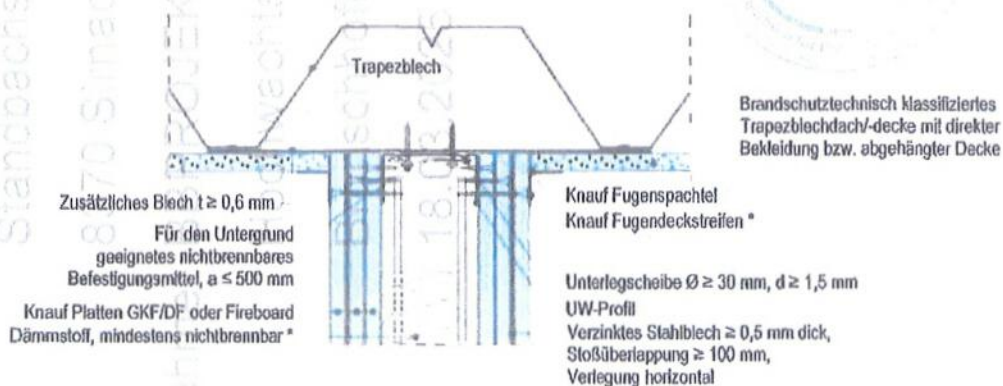 Trapezblech
Brandschutztechnisch klassifiziertes
Trapezblechdach/-decke mit direkter
Bekleidung bzw. abgehängter Decke
Zusätzliches Blech t ≥ 0,6 mm
Für den Untergrund
geeignetes nichtbrennbares
Befestigungsmittel, a ≤ 500 mm
Knauf Platten GKF/DF oder Fireboard
Dämmstoff, mindestens nichtbrennbar *
Knauf Fugenspachtel
Knauf Fugendeckstreifen *
Unterlegscheibe Ø ≥ 30 mm, d ≥ 1,5 mm
UW-Profil
Verzinktes Stahlblech ≥ 0,5 mm dick,
Stoßüberlappung ≥ 100 mm,
Verlegung horizontal